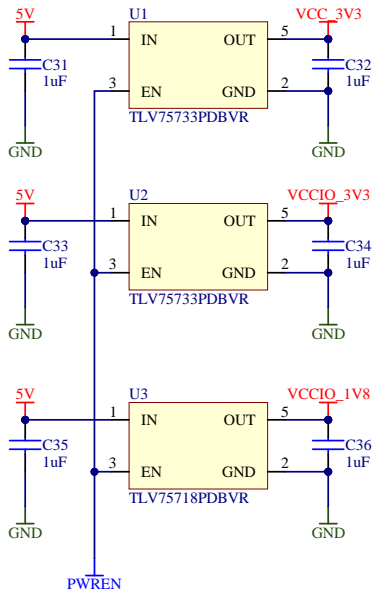 5V
U1
VCC_3V3
1
IN
OUT
5
C31
1uF
C32
1uF
3
EN
GND
2
TLV75733PDBVR
GND
GND
5V
U2
VCCIO_3V3
1
IN
OUT
5
C33
1uF
C34
1uF
3
EN
GND
2
TLV75733PDBVR
GND
GND
5V
U3
VCCIO_1V8
1
IN
OUT
5
C35
1uF
C36
1uF
3
EN
GND
2
TLV75718PDBVR
GND
GND
PWREN